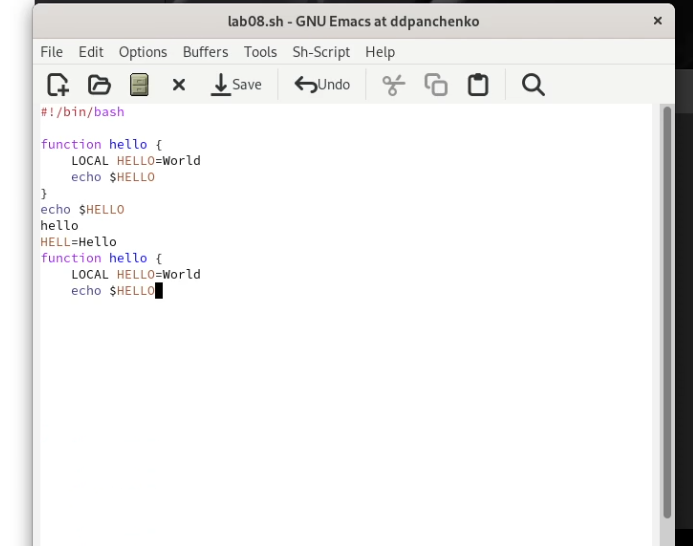 lab08.sh - GNU Emacs at ddpanchenko
File Edit Options Buffers Tools Sh-Script Help
Save Undo
#!/bin/bash
function hello {
    LOCAL HELLO=World
    echo $HELLO
}
echo $HELLO
hello
HELL=Hello
function hello {
    LOCAL HELLO=World
    echo $HELLO